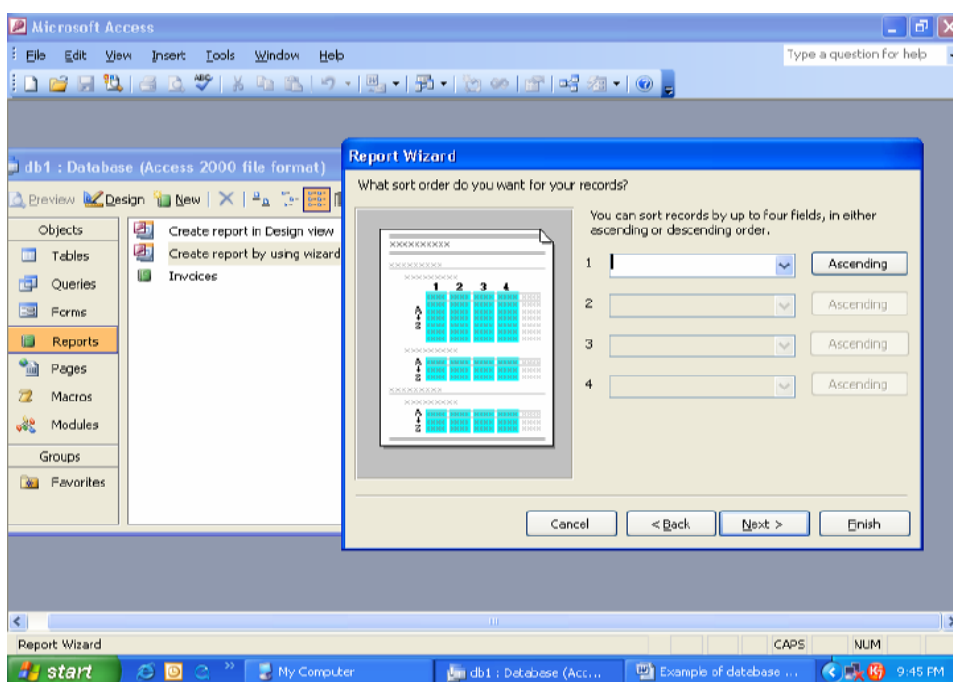 Microsoft Access
File Edit View Insert Tools Window Help
Type a question for help
db1 : Database (Access 2000 file format)
Preview Design New
Objects
Tables
Queries
Forms
Reports
Pages
Macros
Modules
Groups
Favorites
Create report in Design view
Create report by using wizard
Invoices
Report Wizard
What sort order do you want for your records?
You can sort records by up to four fields, in either
ascending or descending order.
1 Ascending
2 Ascending
3 Ascending
4 Ascending
XXXXXXXXXX
1 2 3 4
A
Z
A
Z
A
Z
Cancel < Back Next > Finish
Report Wizard
CAPS NUM
start My Computer db1 : Database (Acc... Example of database ... 9:45 PM